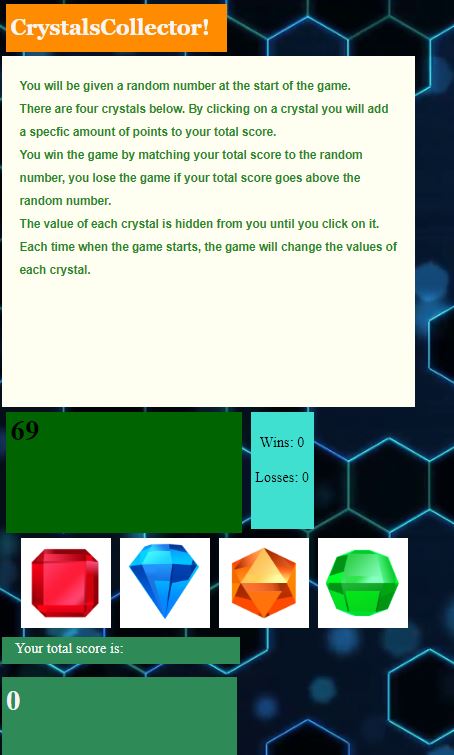 CrystalsCollector!
You will be given a random number at the start of the game.
There are four crystals below. By clicking on a crystal you will add
a specfic amount of points to your total score.
You win the game by matching your total score to the random
number, you lose the game if your total score goes above the
random number.
The value of each crystal is hidden from you until you click on it.
Each time when the game starts, the game will change the values of
each crystal.
69
Wins: 0
Losses: 0
Your total score is:
0